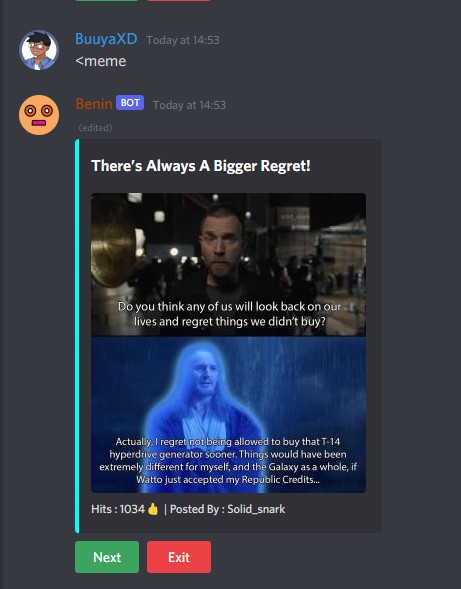 BuuyaXD Today at 14:53
<meme
Benin BOT Today at 14:53
(edited)
There's Always A Bigger Regret!
solid_snark
Do you think any of us will look back on our
lives and regret things we didn't buy?
Actually, I regret not being allowed to buy that T-14
hyperdrive generator sooner. Things would have been
extremely different for myself, and the Galaxy as a whole, if
Watto just accepted my Republic Credits...
Hits : 1034👍 | Posted By : Solid_snark
Next Exit